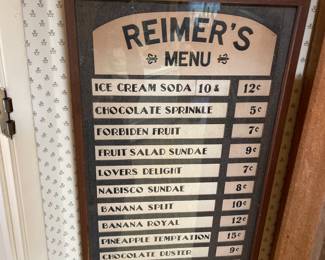 REIMER'S
MENU
ICE CREAM SODA 10 & 12¢
CHOCOLATE SPRINKLE 5¢
FORBIDEN FRUIT 7¢
FRUIT SALAD SUNDAE 9¢
LOVERS DELIGHT 7¢
NABISCO SUNDAE 8¢
BANANA SPLIT 10¢
BANANA ROYAL 12¢
PINEAPPLE TEMPTATION 15¢
CHOCOLATE DUSTER 9¢